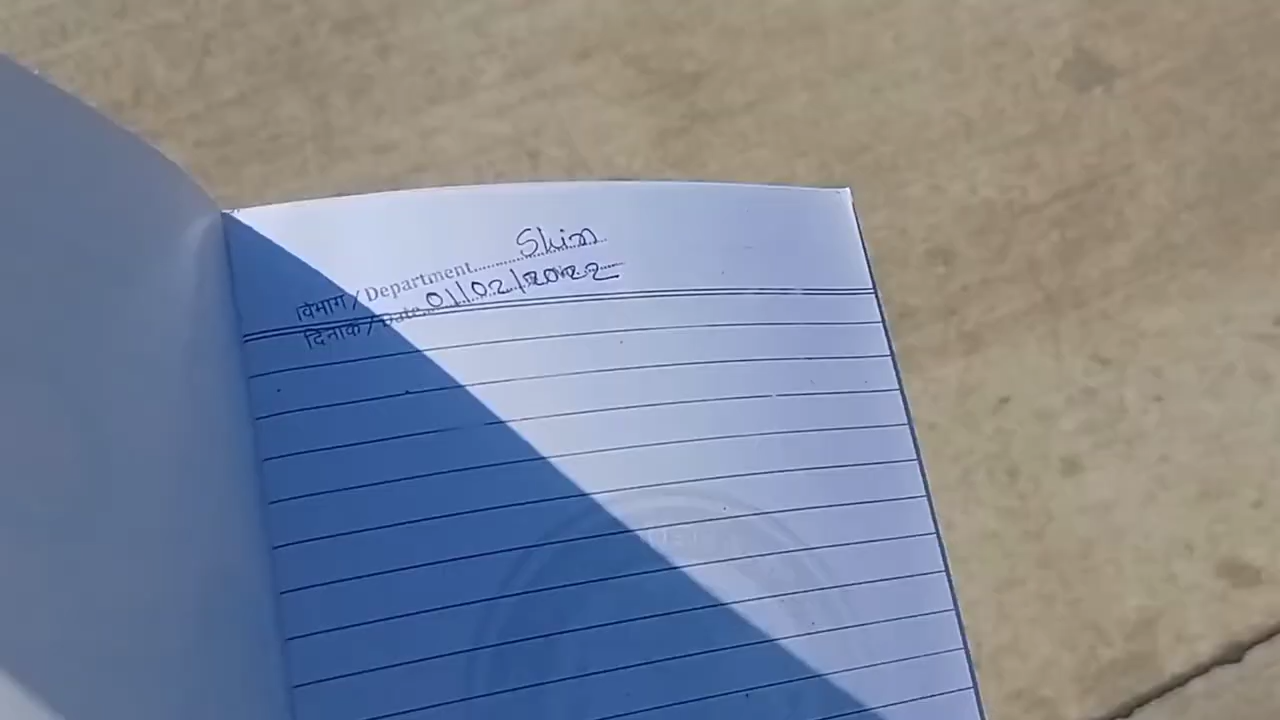 विभाग / Department.......... Skin
दिनांक / Date 01/02/2022